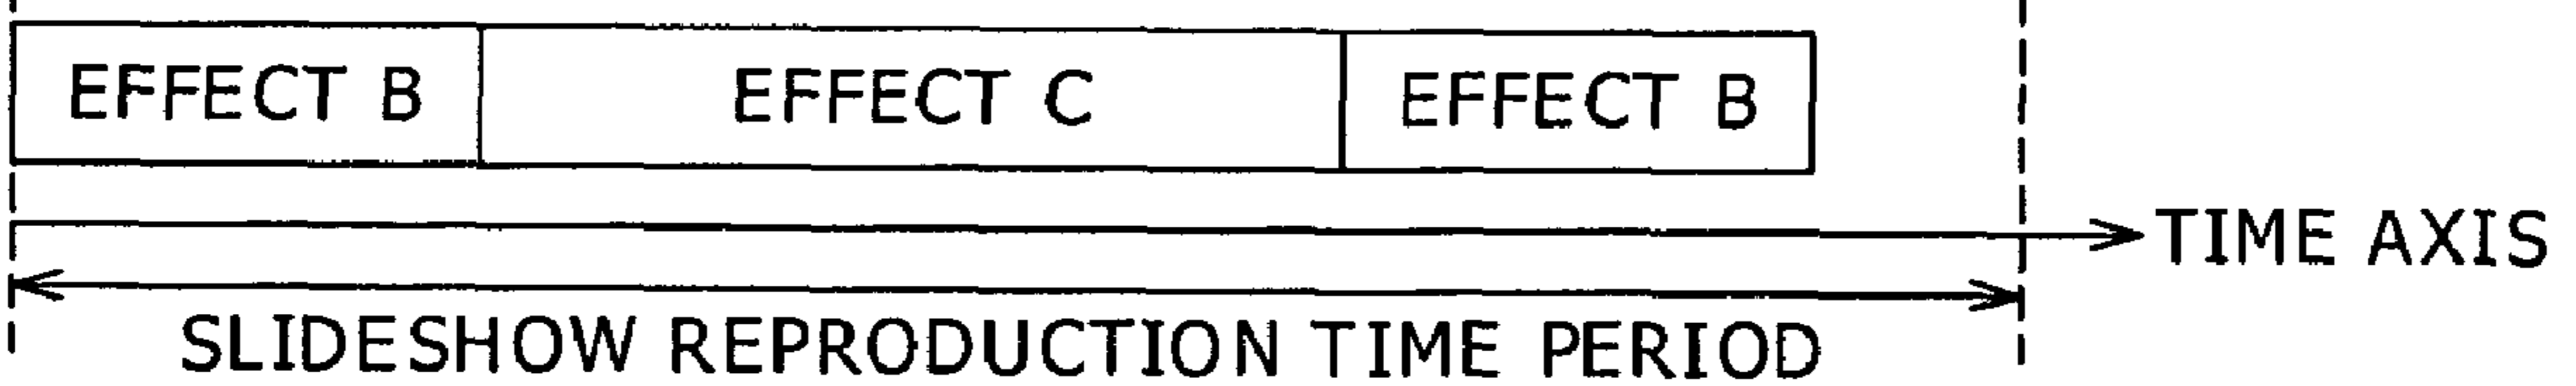 EFFECT B EFFECT C EFFECT B
TIME AXIS
SLIDESHOW REPRODUCTION TIME PERIOD